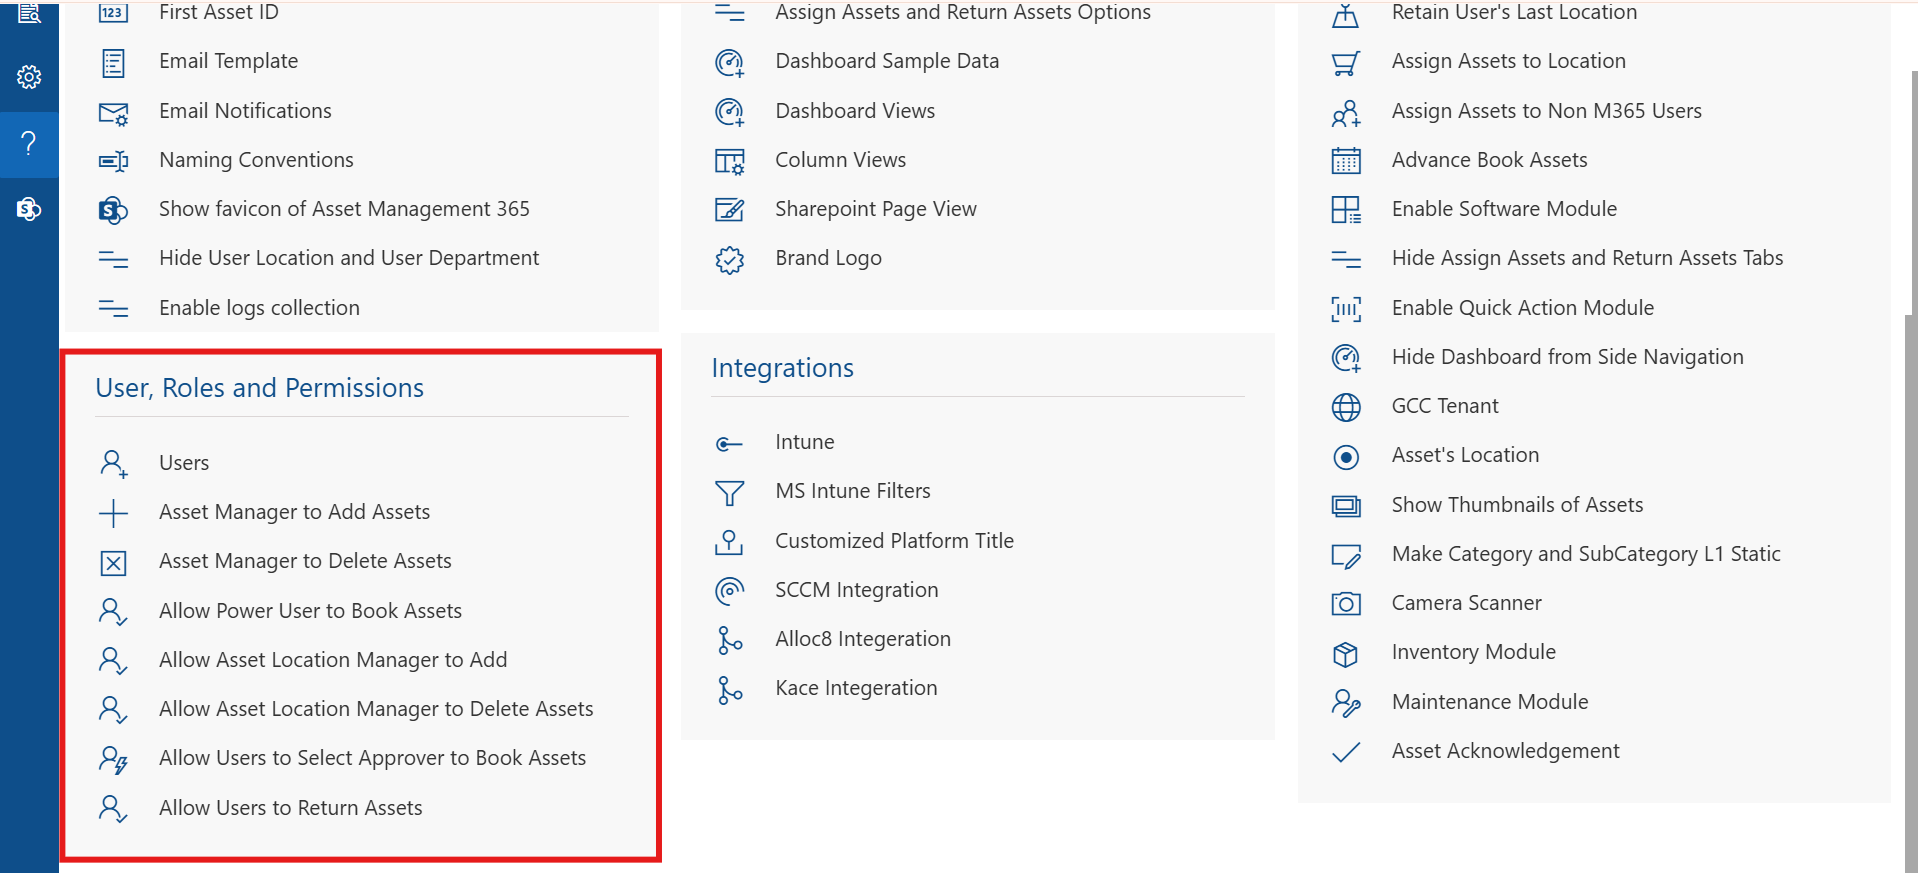 First Asset ID
Email Template
Email Notifications
Naming Conventions
Show favicon of Asset Management 365
Hide User Location and User Department
Enable logs collection
User, Roles and Permissions
Users
Asset Manager to Add Assets
Asset Manager to Delete Assets
Allow Power User to Book Assets
Allow Asset Location Manager to Add
Allow Asset Location Manager to Delete Assets
Allow Users to Select Approver to Book Assets
Allow Users to Return Assets
Assign Assets and Return Assets Options
Dashboard Sample Data
Dashboard Views
Column Views
Sharepoint Page View
Brand Logo
Integrations
Intune
MS Intune Filters
Customized Platform Title
SCCM Integration
Alloc8 Integeration
Kace Integeration
Retain User's Last Location
Assign Assets to Location
Assign Assets to Non M365 Users
Advance Book Assets
Enable Software Module
Hide Assign Assets and Return Assets Tabs
Enable Quick Action Module
Hide Dashboard from Side Navigation
GCC Tenant
Asset's Location
Show Thumbnails of Assets
Make Category and SubCategory L1 Static
Camera Scanner
Inventory Module
Maintenance Module
Asset Acknowledgement